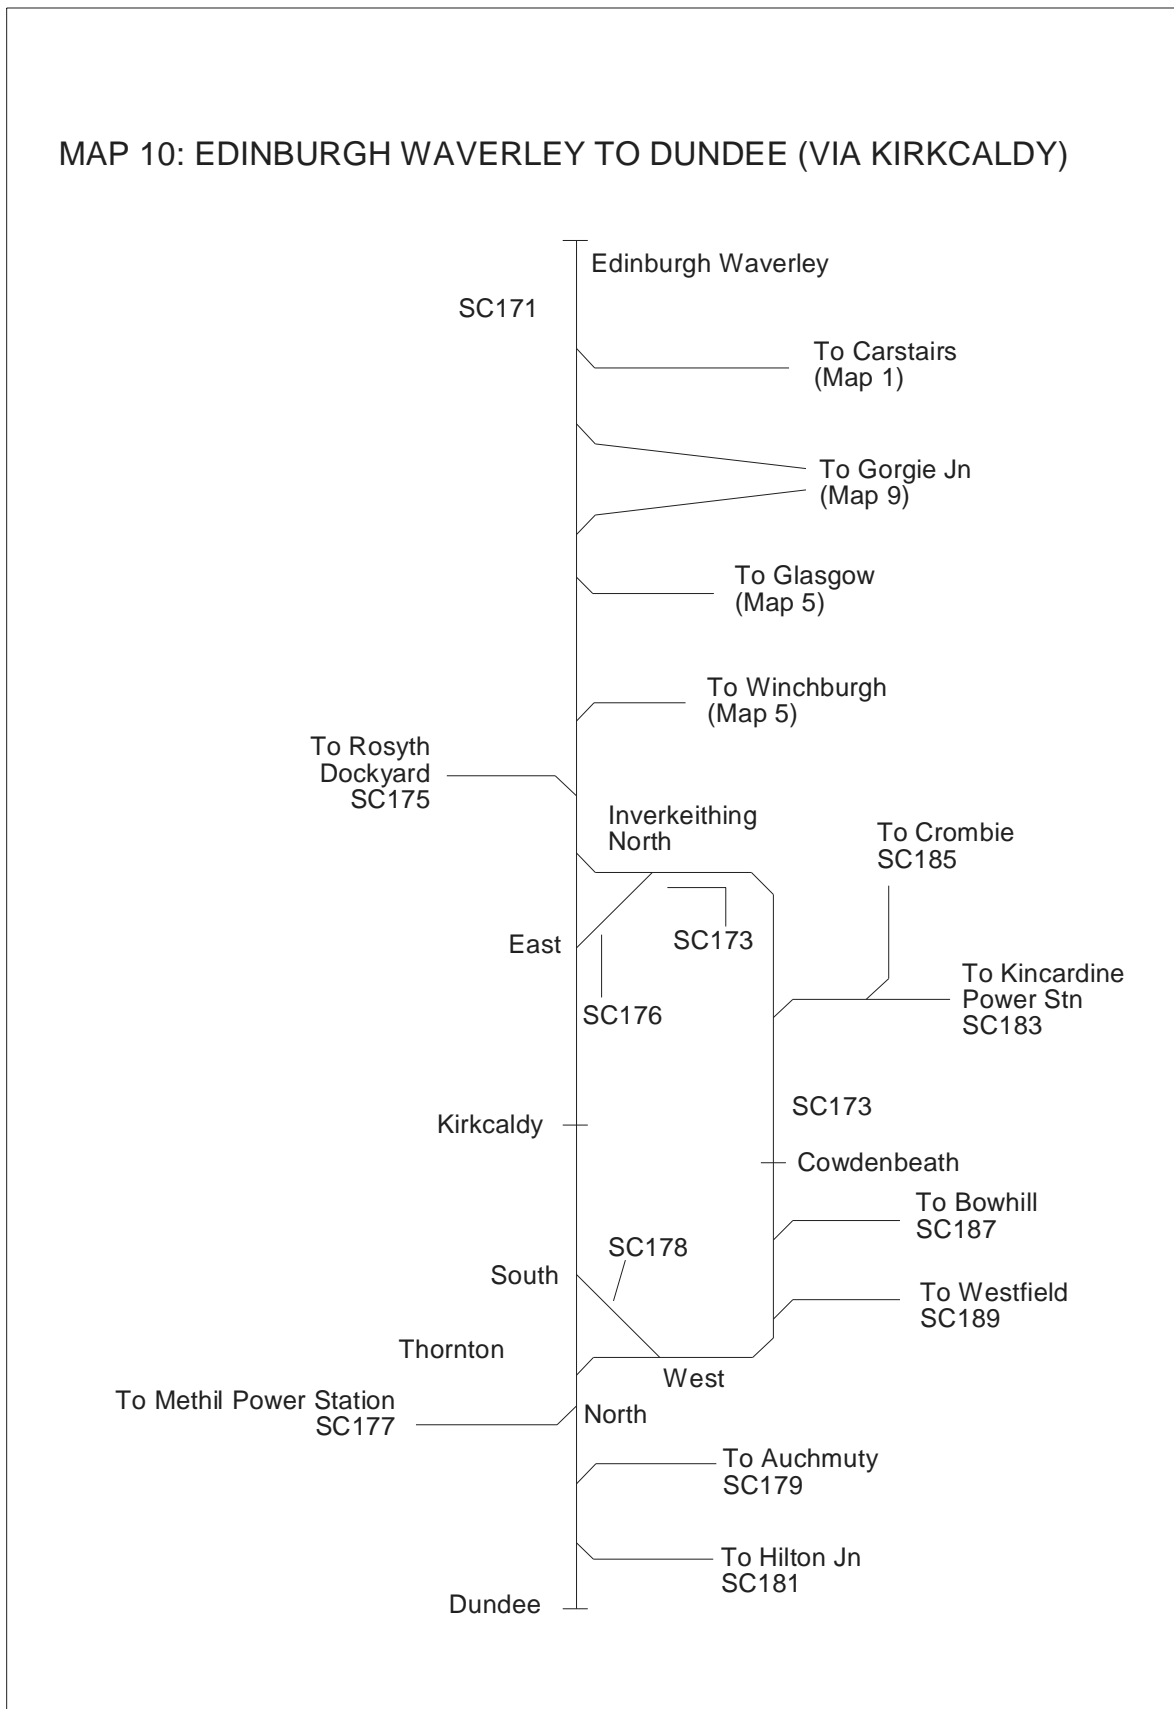 MAP 10: EDINBURGH WAVERLEY TO DUNDEE (VIA KIRKCALDY)
Edinburgh Waverley
SC171
To Carstairs
(Map 1)
To Gorgie Jn
(Map 9)
To Glasgow
(Map 5)
To Winchburgh
(Map 5)
To Rosyth
Dockyard
SC175
Inverkeithing
North
To Crombie
SC185
East
SC173
To Kincardine
Power Stn
SC183
SC176
SC173
Kirkcaldy
Cowdenbeath
To Bowhill
SC187
SC178
South
To Westfield
SC189
Thornton
West
To Methil Power Station
SC177
North
To Auchmuty
SC179
To Hilton Jn
SC181
Dundee